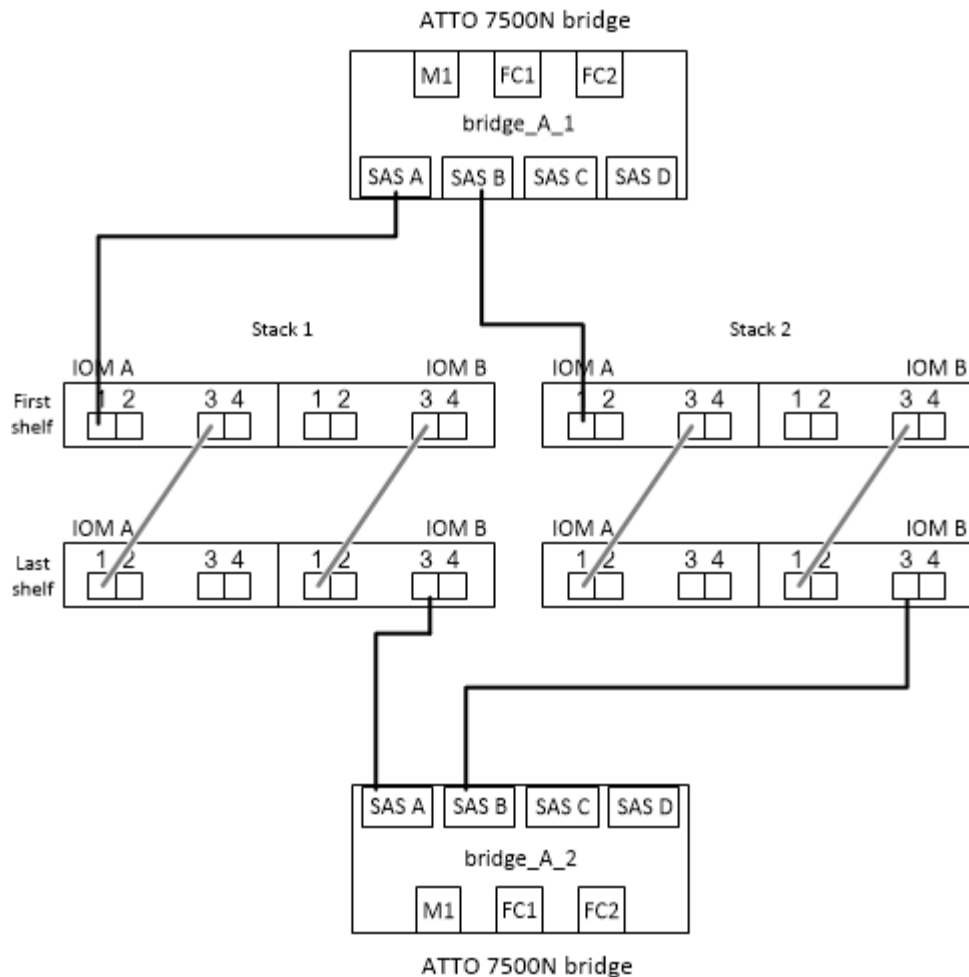 ATTO 7500N bridge
M1 FC1 FC2
bridge_A_1
SAS A SAS B SAS C SAS D
Stack 1 Stack 2
IOM A IOM B IOM A IOM B
First shelf 1 2 3 4 1 2 3 4 1 2 3 4 1 2 3 4
IOM A IOM B IOM A IOM B
Last shelf 1 2 3 4 1 2 3 4 1 2 3 4 1 2 3 4
SAS A SAS B SAS C SAS D
bridge_A_2
M1 FC1 FC2
ATTO 7500N bridge